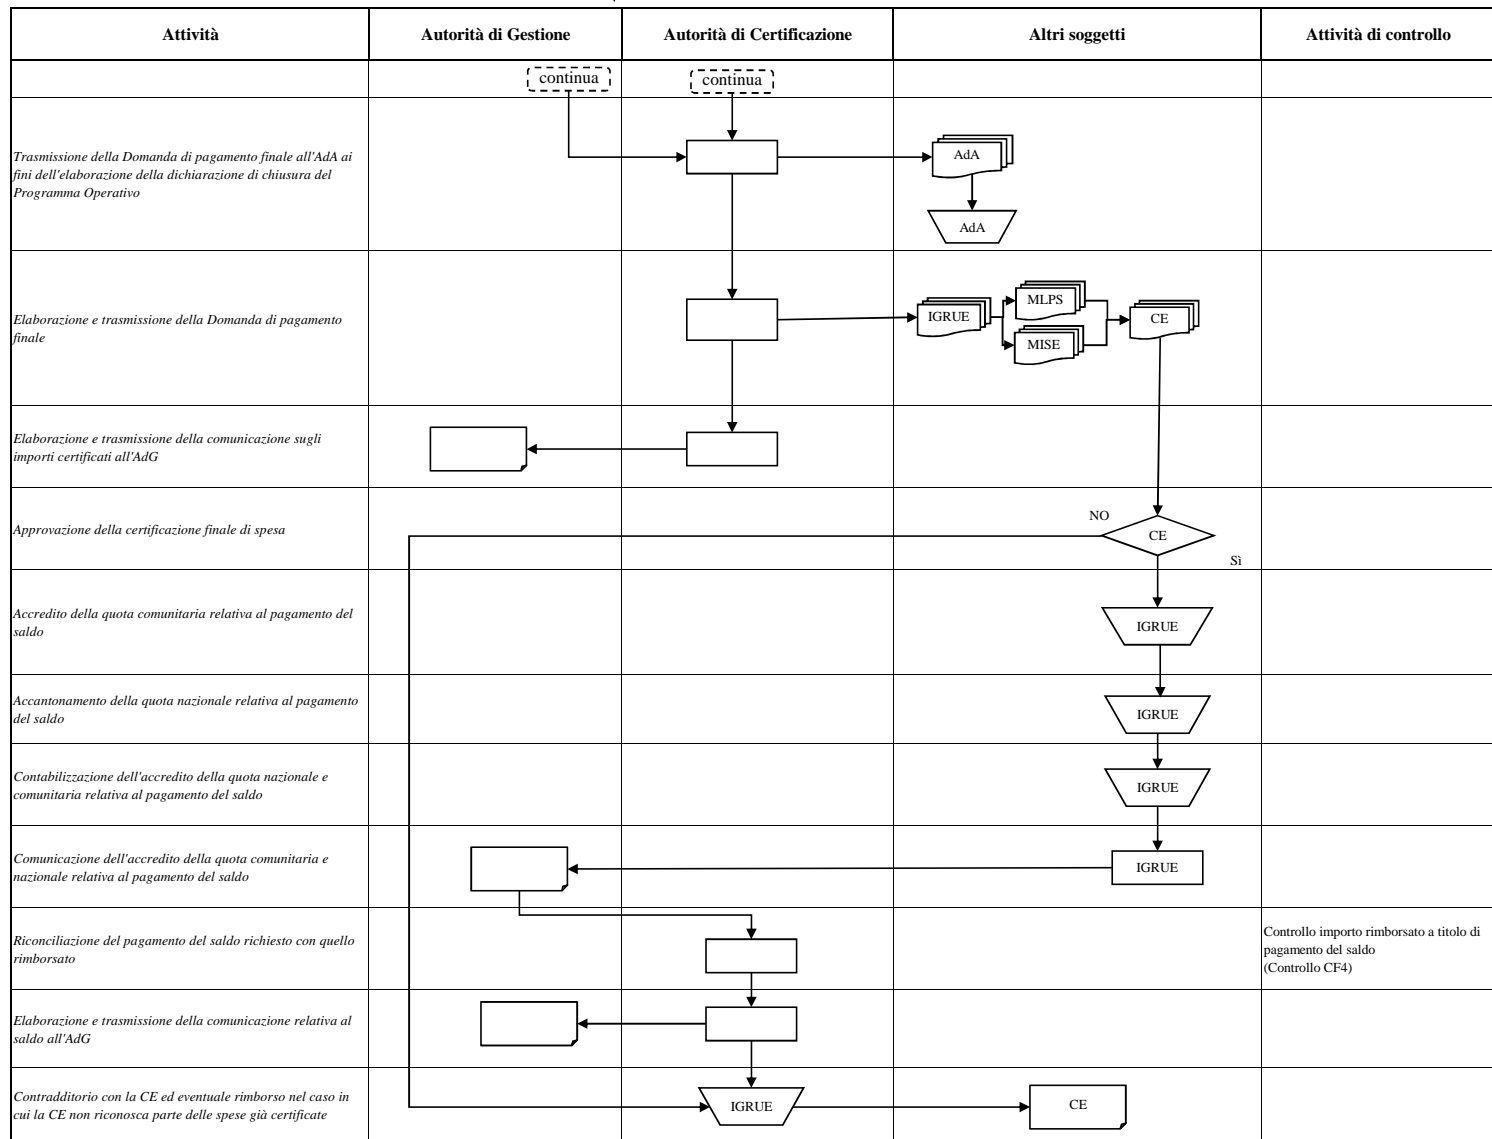 Attività
Autorità di Gestione
Autorità di Certificazione
Altri soggetti
Attività di controllo
continua
continua
Trasmissione della Domanda di pagamento finale all'AdA ai
fini dell'elaborazione della dichiarazione di chiusura del
Programma Operativo
AdA
AdA
Elaborazione e trasmissione della Domanda di pagamento
finale
IGRUE
MLPS
MISE
CE
Elaborazione e trasmissione della comunicazione sugli
importi certificati all'AdG
Approvazione della certificazione finale di spesa
NO
CE
Sì
Accredito della quota comunitaria relativa al pagamento del
saldo
IGRUE
Accantonamento della quota nazionale relativa al pagamento
del saldo
IGRUE
Contabilizzazione dell'accredito della quota nazionale e
comunitaria relativa al pagamento del saldo
IGRUE
Comunicazione dell'accredito della quota comunitaria e
nazionale relativa al pagamento del saldo
IGRUE
Riconciliazione del pagamento del saldo richiesto con quello
rimborsato
Controllo importo rimborsato a titolo di
pagamento del saldo
(Controllo CF4)
Elaborazione e trasmissione della comunicazione relativa al
saldo all'AdG
Contradditorio con la CE ed eventuale rimborso nel caso in
cui la CE non riconosca parte delle spese già certificate
IGRUE
CE